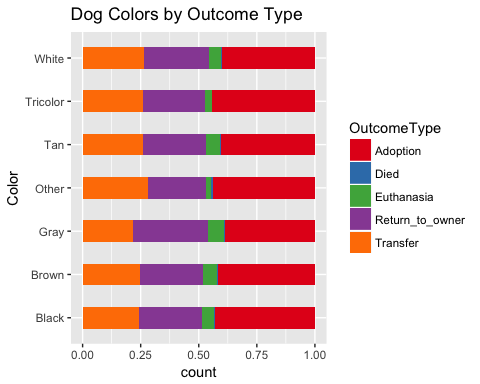 Dog Colors by Outcome Type
White
Tricolor
Tan
Other
Gray
Brown
Black
Color
0.00 0.25 0.50 0.75 1.00
count
OutcomeType
Adoption
Died
Euthanasia
Return_to_owner
Transfer